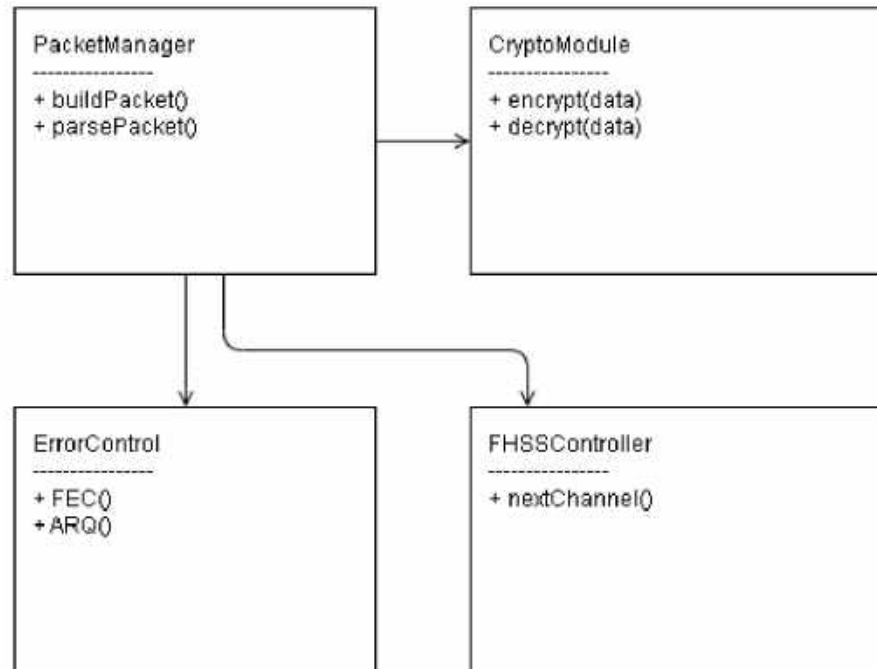 PacketManager
----------------
+ buildPacket()
+ parsePacket()
CryptoModule
----------------
+ encrypt(data)
+ decrypt(data)
ErrorControl
----------------
+ FEC()
+ ARQ()
FHSSController
----------------
+ nextChannel()